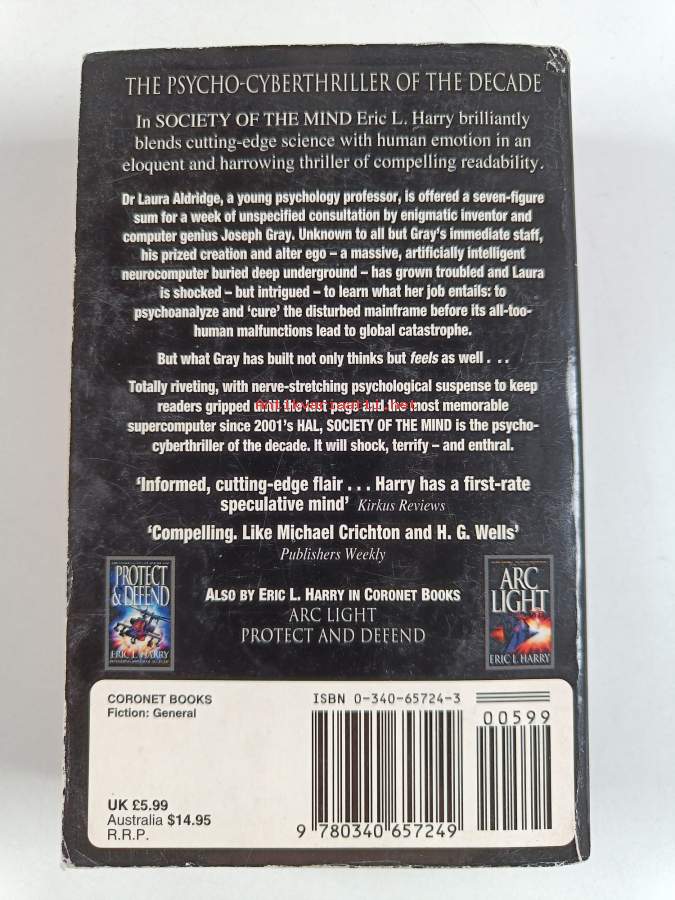 THE PSYCHO-CYBERTHRILLER OF THE DECADE
In SOCIETY OF THE MIND Eric L. Harry brilliantly
blends cutting-edge science with human emotion in an
eloquent and harrowing thriller of compelling readability.
Dr Laura Aldridge, a young psychology professor, is offered a seven-figure
sum for a week of unspecified consultation by enigmatic inventor and
computer genius Joseph Gray. Unknown to all but Gray's immediate staff,
his prized creation and alter ego – a massive, artificially intelligent
neurocomputer buried deep underground – has grown troubled and Laura
is shocked – but intrigued – to learn what her job entails: to
psychoanalyze and 'cure' the disturbed mainframe before its all-too-
human malfunctions lead to global catastrophe.
But what Gray has built not only thinks but feels as well . . .
Totally riveting, with nerve-stretching psychological suspense to keep
readers gripped until the last page and the most memorable
supercomputer since 2001's HAL, SOCIETY OF THE MIND is the psycho-
cyberthriller of the decade. It will shock, terrify – and enthral.
'Informed, cutting-edge flair . . . Harry has a first-rate
speculative mind' Kirkus Reviews
'Compelling. Like Michael Crichton and H. G. Wells'
Publishers Weekly
PROTECT
& DEFEND
ERIC L. HARRY
ALSO BY ERIC L. HARRY IN CORONET BOOKS
ARC LIGHT
PROTECT AND DEFEND
ARC
LIGHT
ERIC L. HARRY
CORONET BOOKS
Fiction: General
UK £5.99
Australia $14.95
R.R.P.
ISBN 0-340-65724-3
00599
9 780340 657249